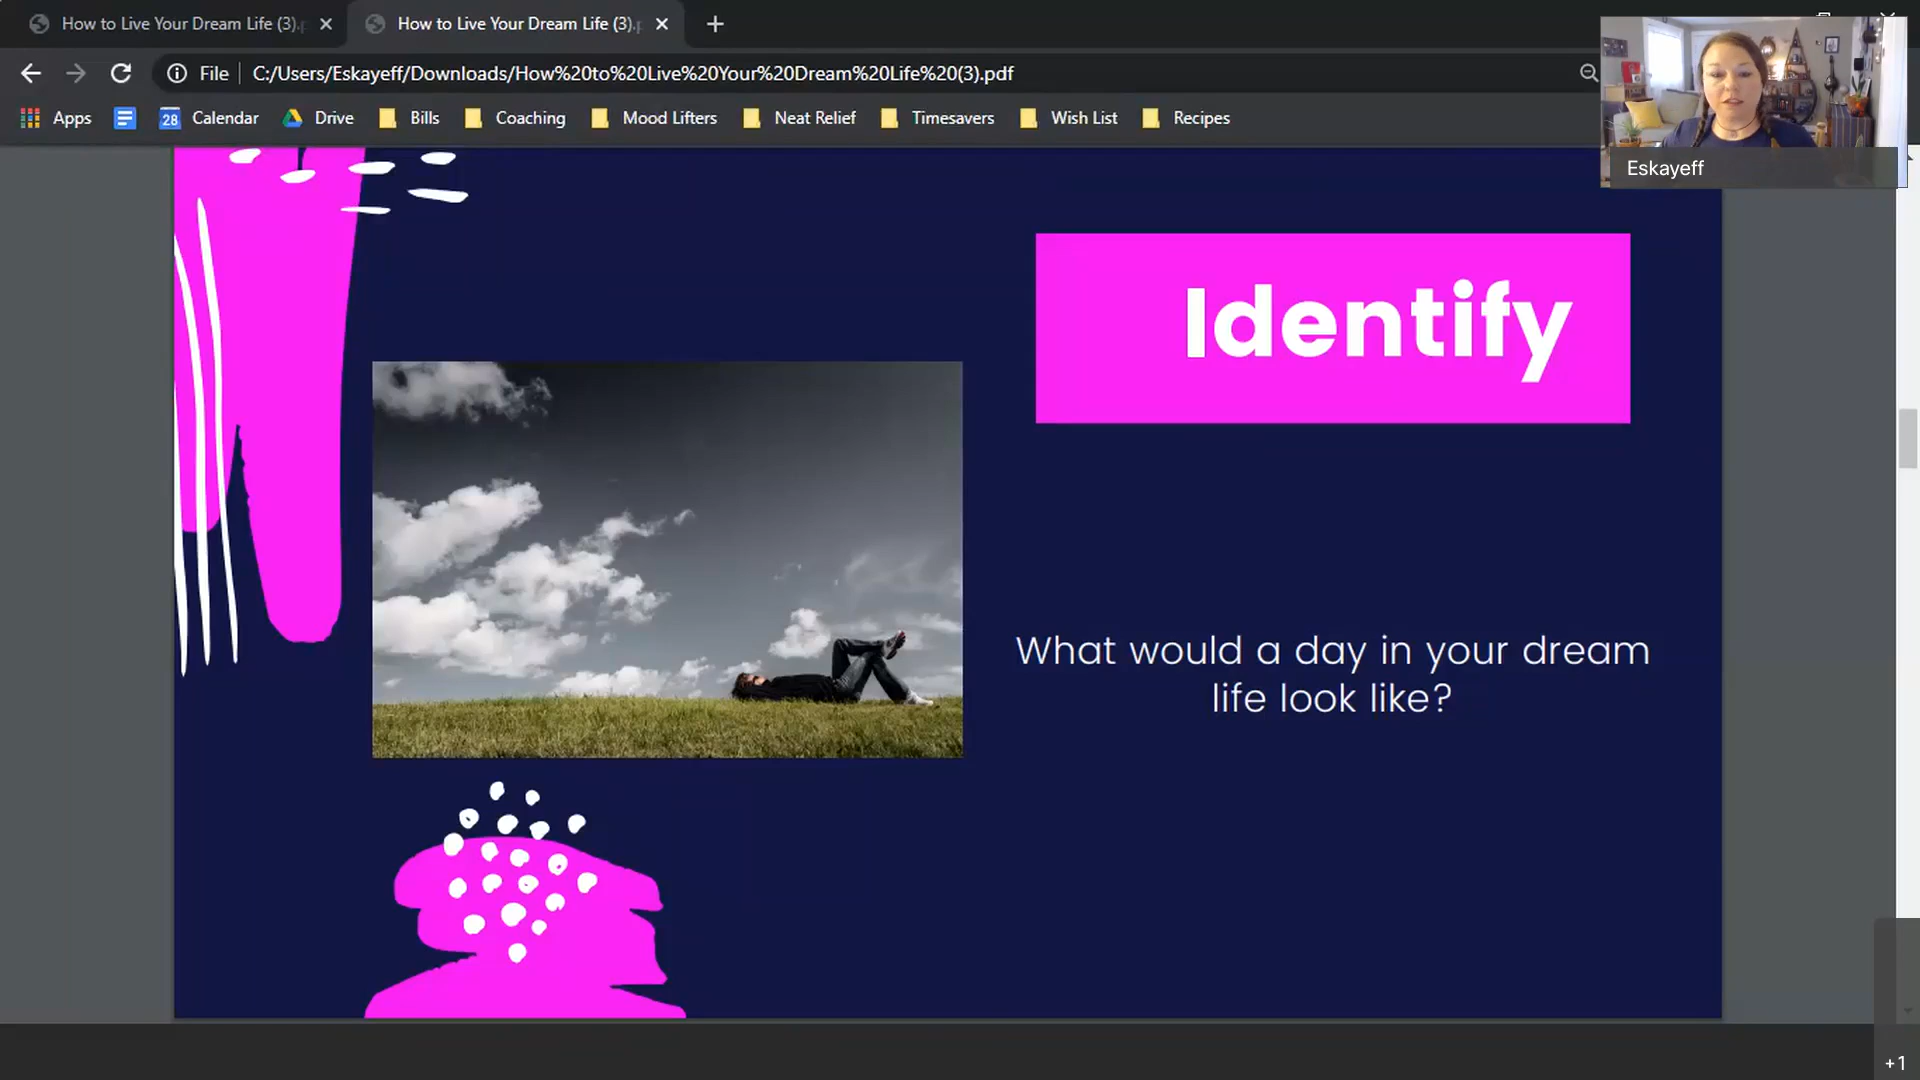 How to Live Your Dream Life (3).p
How to Live Your Dream Life (3).p
File
C:/Users/Eskayeff/Downloads/How%20to%20Live%20Your%20Dream%20Life%20(3).pdf
Apps
28
Calendar
Drive
Bills
Coaching
Mood Lifters
Neat Relief
Timesavers
Wish List
Recipes
Eskayeff
Identify
What would a day in your dream
life look like?
+1